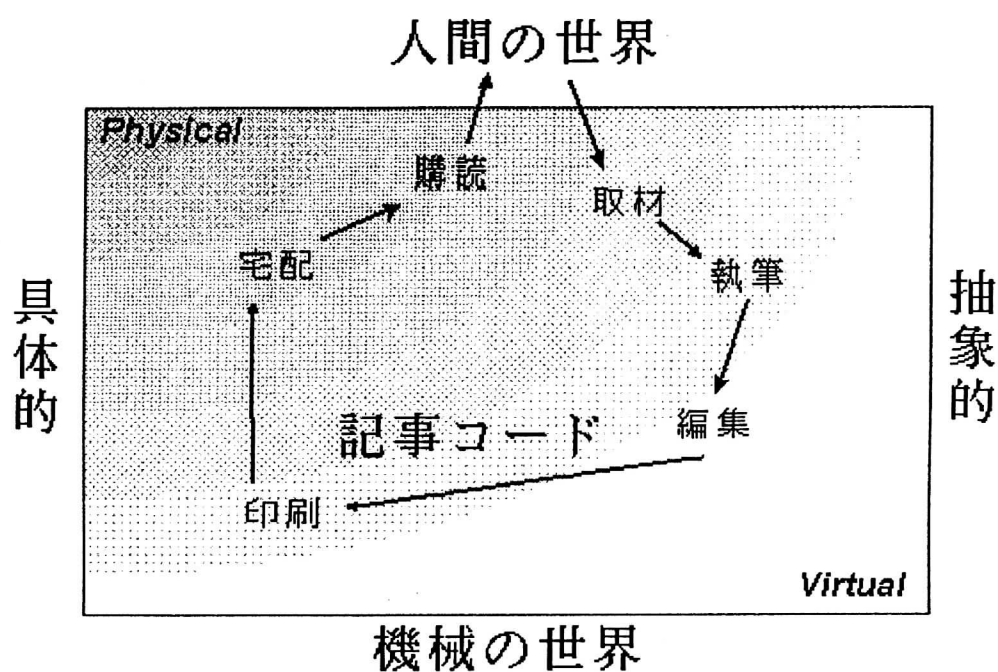 人間の世界
Physical
購読
取材
宅配
執筆
具体的
抽象的
記事コード
編集
印刷
Virtual
機械の世界